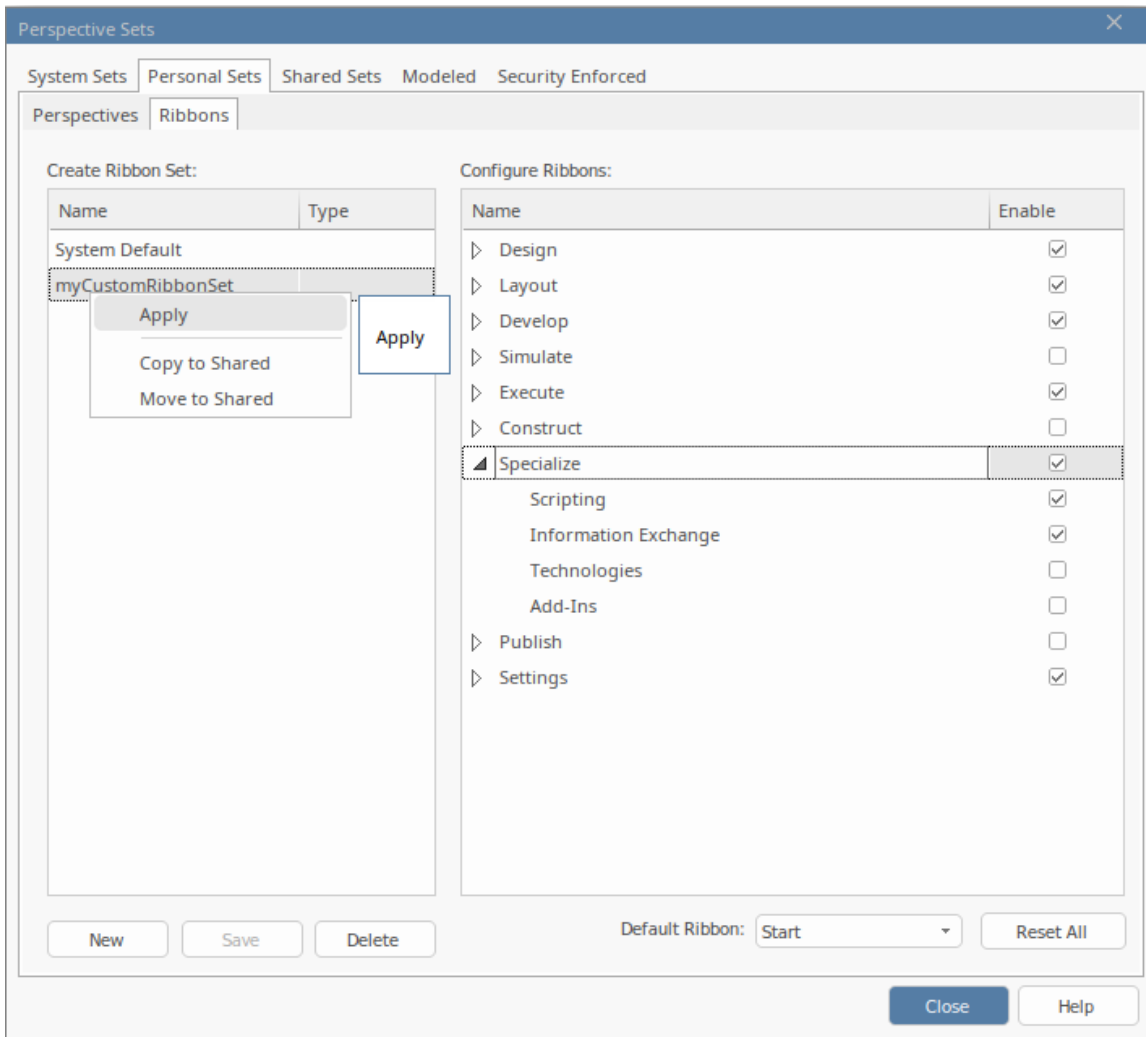 Perspective Sets
System Sets Personal Sets Shared Sets Modeled Security Enforced
Perspectives Ribbons
Create Ribbon Set:
Name Type
System Default
myCustomRibbonSet
Apply
Copy to Shared
Move to Shared
Apply
New Save Delete
Configure Ribbons:
Name Enable
Design
Layout
Develop
Simulate
Execute
Construct
Specialize
Scripting
Information Exchange
Technologies
Add-Ins
Publish
Settings
Default Ribbon: Start Reset All
Close Help